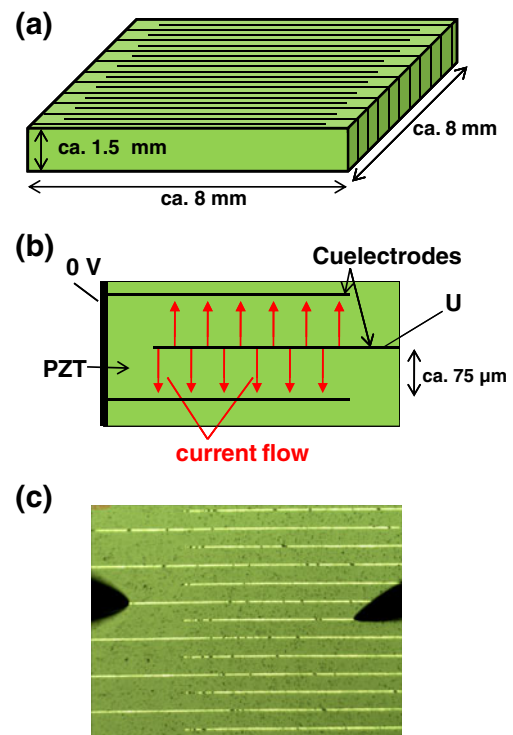 (a)
ca. 1.5 mm
ca. 8 mm
ca. 8 mm
(b)
0 V
Cuelectrodes
U
PZT
ca. 75 µm
current flow
(c)